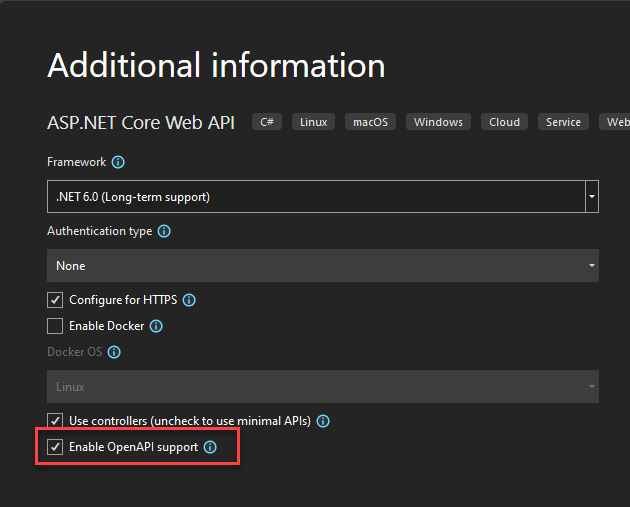 Additional information
ASP.NET Core Web API C# Linux macOS Windows Cloud Service Web
Framework
.NET 6.0 (Long-term support)
Authentication type
None
Configure for HTTPS
Enable Docker
Docker OS
Linux
Use controllers (uncheck to use minimal APIs)
Enable OpenAPI support